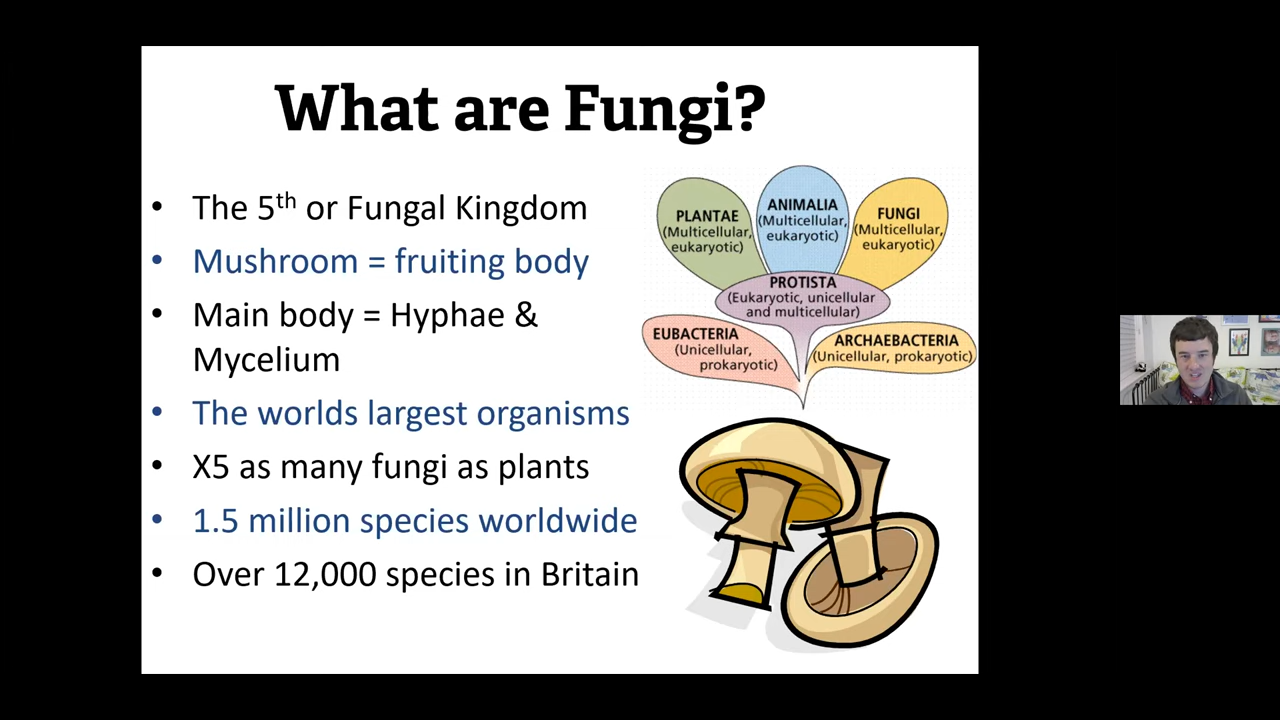 What are Fungi?
• The 5th or Fungal Kingdom
• Mushroom = fruiting body
• Main body = Hyphae &
Mycelium
• The worlds largest organisms
• X5 as many fungi as plants
• 1.5 million species worldwide
• Over 12,000 species in Britain
PLANTAE
(Multicellular,
eukaryotic)
ANIMALIA
(Multicellular,
eukaryotic)
FUNGI
(Multicellular,
eukaryotic)
PROTISTA
(Eukaryotic, unicellular
and multicellular)
EUBACTERIA
(Unicellular,
prokaryotic)
ARCHAEBACTERIA
(Unicellular, prokaryotic)